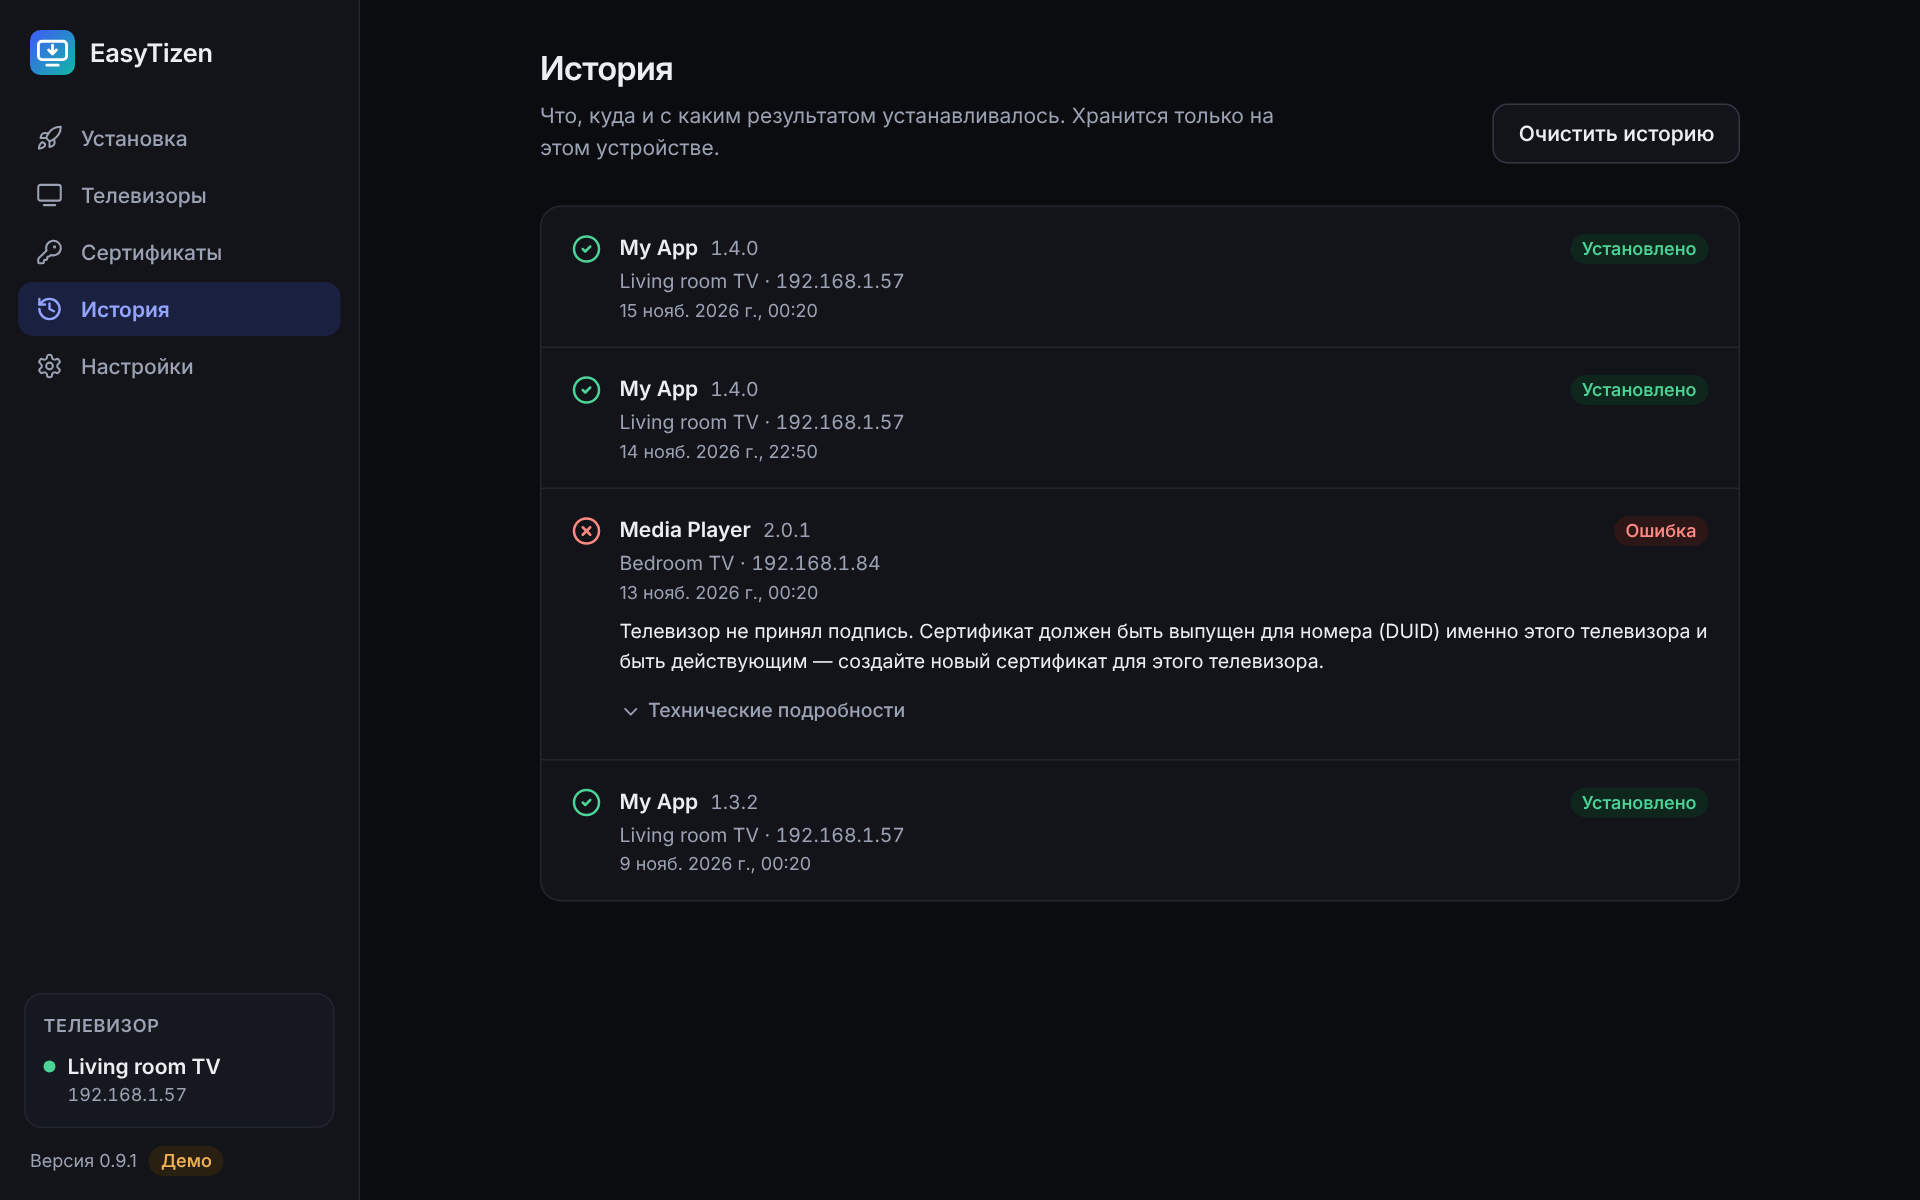 EasyTizen
Установка
Телевизоры
Сертификаты
История
Настройки
ТЕЛЕВИЗОР
Living room TV
192.168.1.57
Версия 0.9.1 Демо
История
Что, куда и с каким результатом устанавливалось. Хранится только на
этом устройстве.
Очистить историю
My App 1.4.0 Установлено
Living room TV · 192.168.1.57
15 нояб. 2026 г., 00:20
My App 1.4.0 Установлено
Living room TV · 192.168.1.57
14 нояб. 2026 г., 22:50
Media Player 2.0.1 Ошибка
Bedroom TV · 192.168.1.84
13 нояб. 2026 г., 00:20
Телевизор не принял подпись. Сертификат должен быть выпущен для номера (DUID) именно этого телевизора и
быть действующим — создайте новый сертификат для этого телевизора.
Технические подробности
My App 1.3.2 Установлено
Living room TV · 192.168.1.57
9 нояб. 2026 г., 00:20